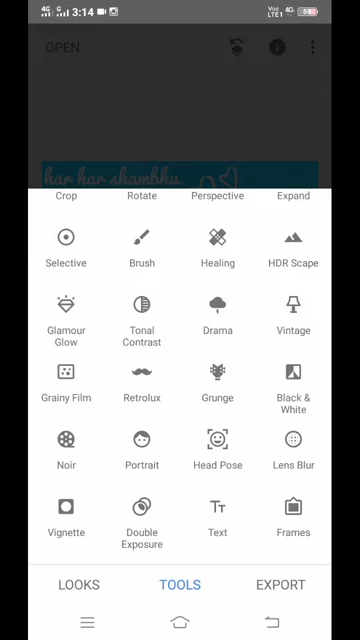 4G G 3:14 VoJ LTE1 4G 59
OPEN
har har shambhu
Crop Rotate Perspective Expand
Selective Brush Healing HDR Scape
Glamour Glow Tonal Contrast Drama Vintage
Grainy Film Retrolux Grunge Black & White
Noir Portrait Head Pose Lens Blur
Vignette Double Exposure Text Frames
LOOKS TOOLS EXPORT